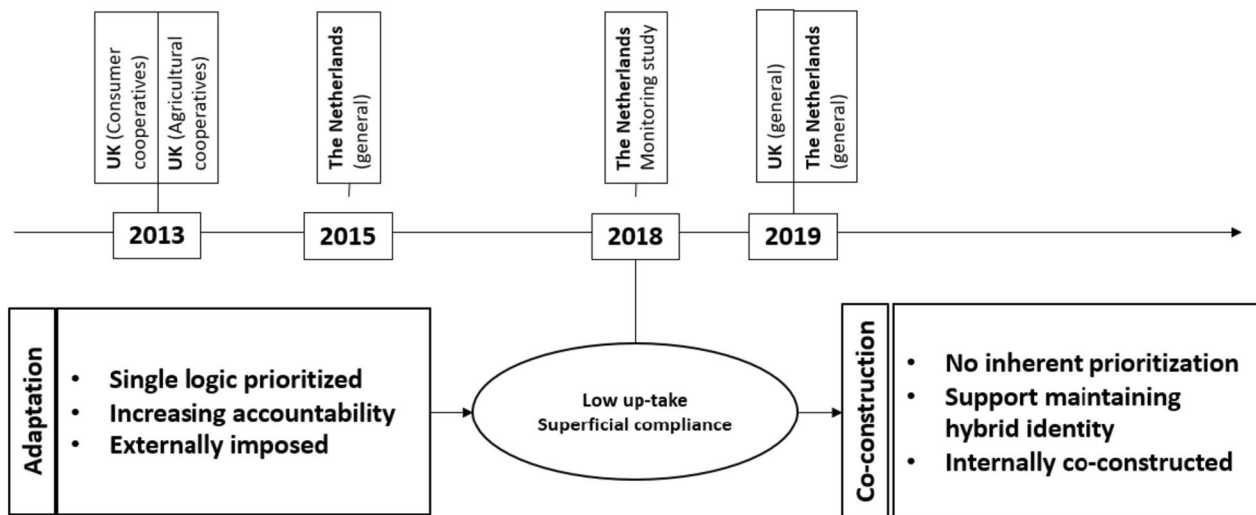 UK (Consumer
cooperatives)
UK (Agricultural
cooperatives)
The Netherlands
(general)
The Netherlands
Monitoring study
UK (general)
The Netherlands
(general)
2013
2015
2018
2019
Adaptation
• Single logic prioritized
• Increasing accountability
• Externally imposed
Low up-take
Superficial compliance
Co-construction
• No inherent prioritization
• Support maintaining
hybrid identity
• Internally co-constructed